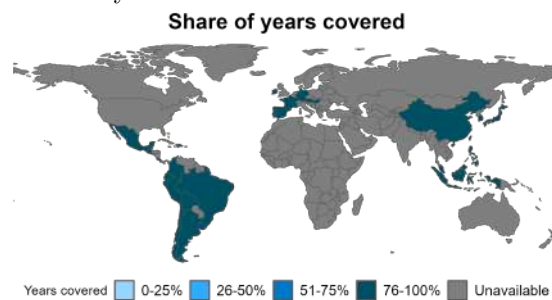 Share of years covered
Years covered 0-25% 26-50% 51-75% 76-100% Unavailable